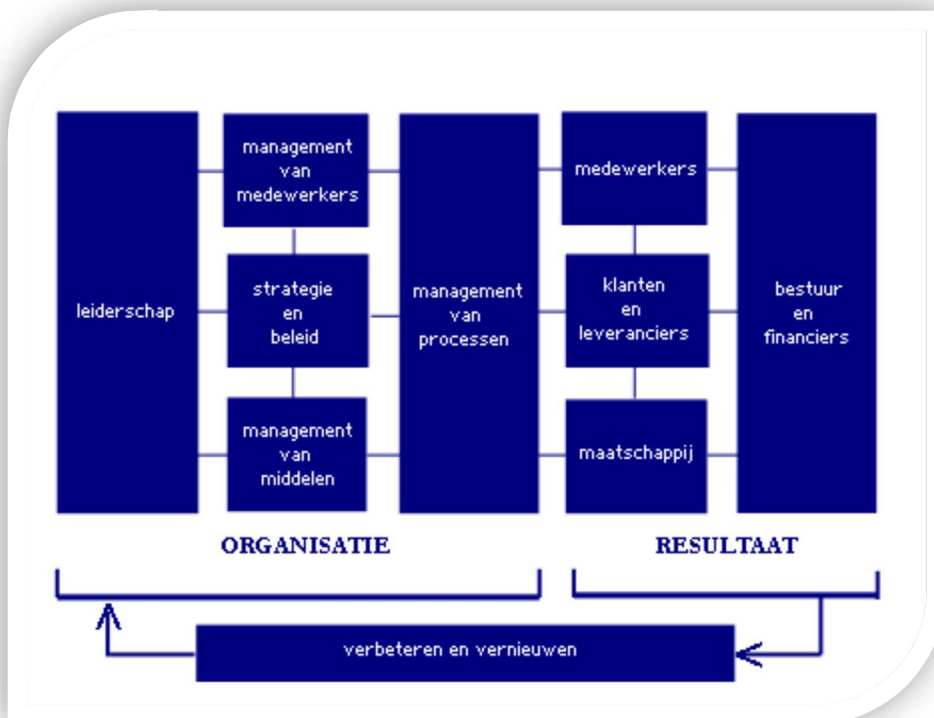 leiderschap
management
van
medewerkers
strategie
en
beleid
management
van
middelen
management
van
processen
medewerkers
klanten
en
leveranciers
maatschappij
bestuur
en
financiers
ORGANISATIE
RESULTAAT
verbeteren en vernieuwen